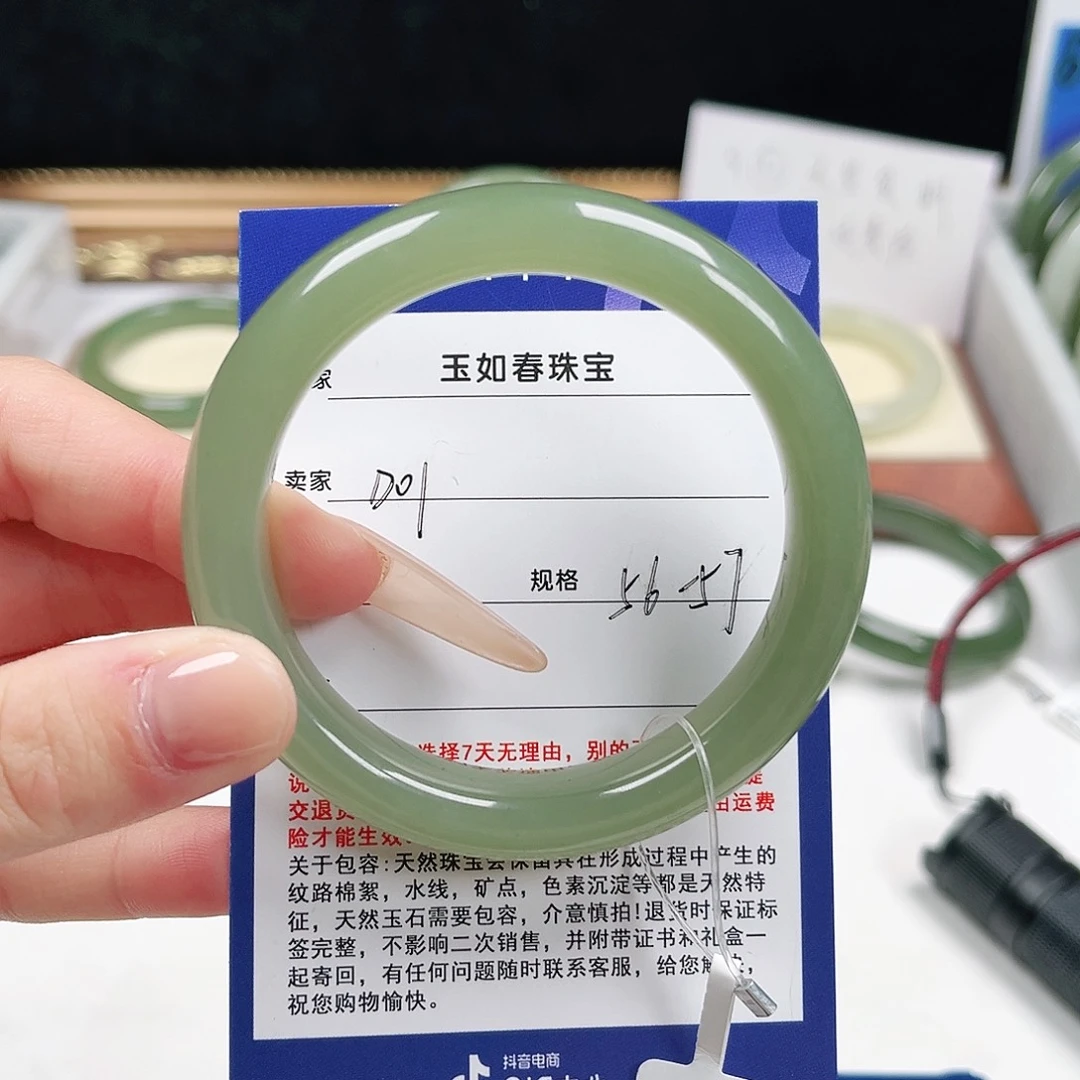 玉如春珠宝
家
卖家 D01
规格 56-57
选择7天无理由，别的
说
交退
由运费
险才能生效
关于包容：天然珠宝会保留其在形成过程中产生的
纹路棉絮，水线，矿点，色素沉淀等都是天然特
征，天然玉石需要包容，介意慎拍！退货时保证标
签完整，不影响二次销售，并附带证书和礼盒一
起寄回，有任何问题随时联系客服，给您解决，
祝您购物愉快。
抖音电商